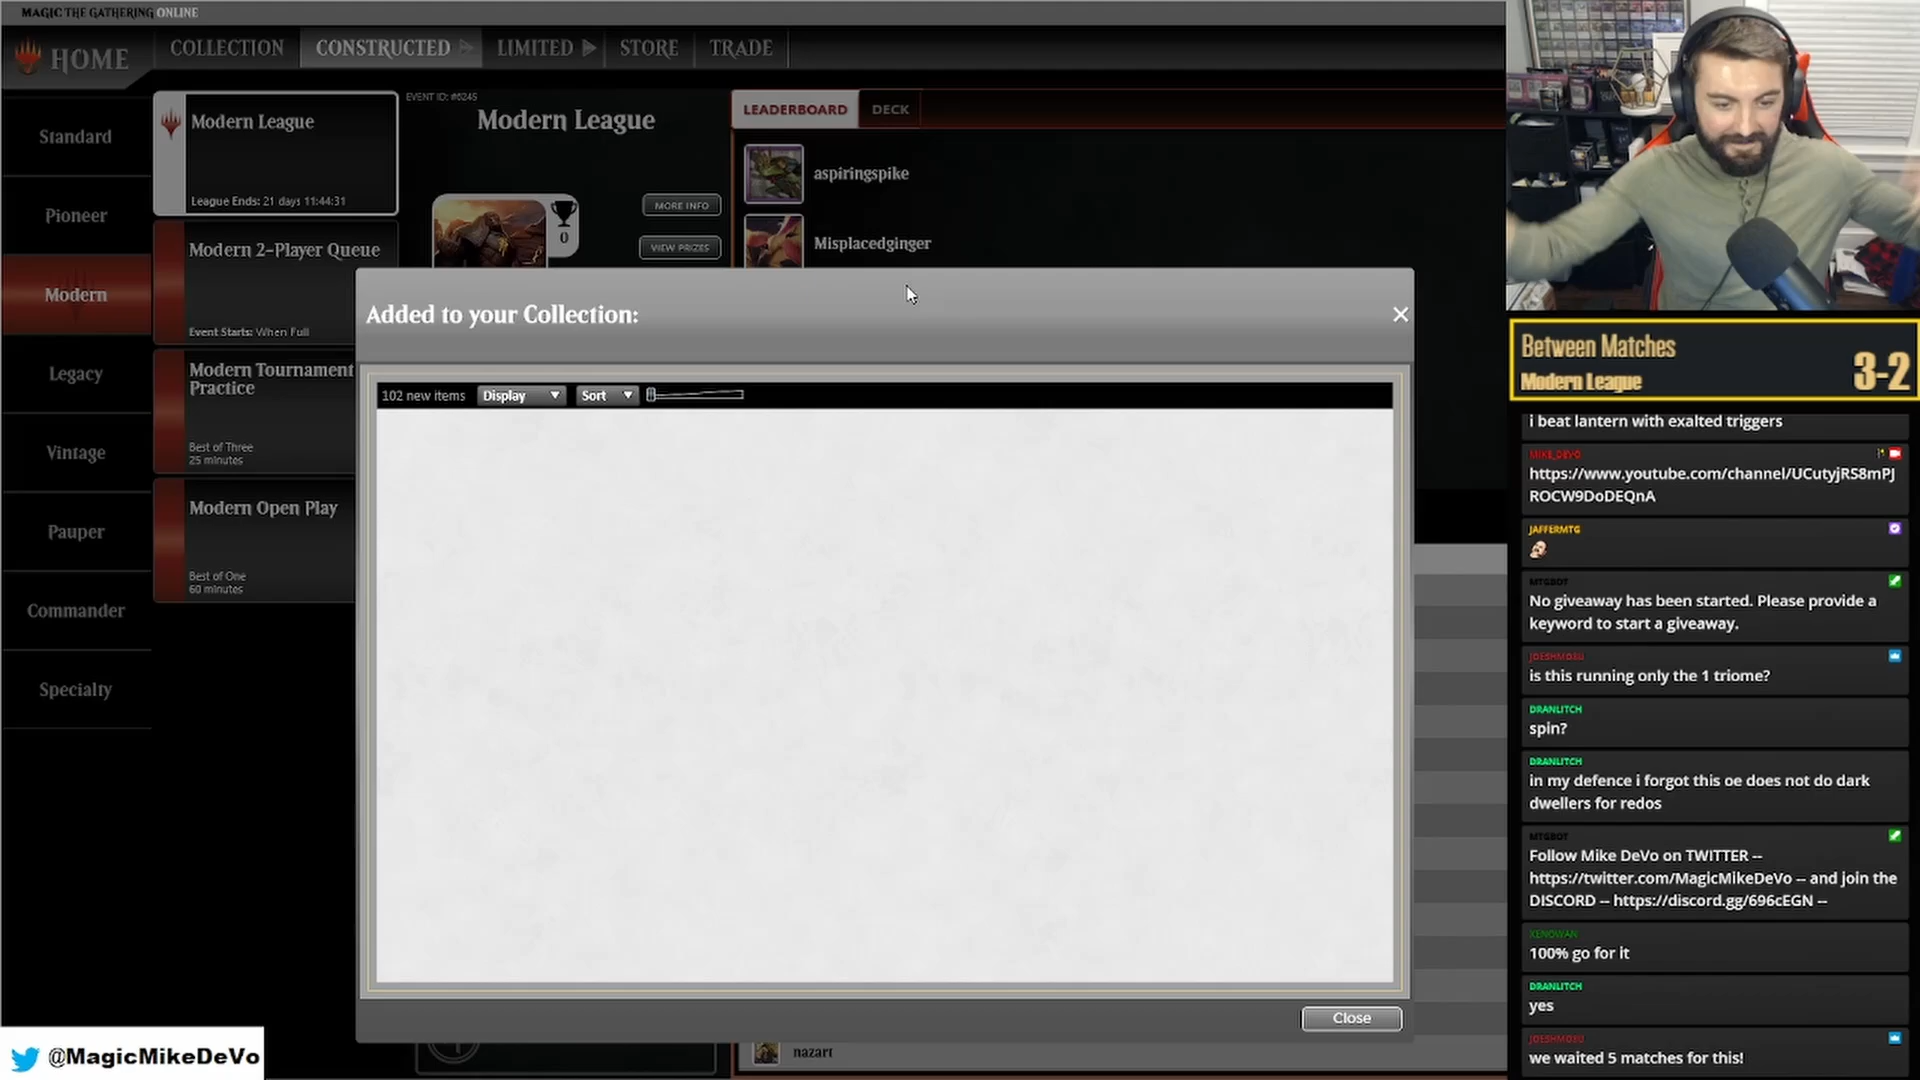 MAGIC THE GATHERING ONLINE
HOME
COLLECTION
CONSTRUCTED
LIMITED
STORE
TRADE
Standard
Pioneer
Modern
Legacy
Vintage
Pauper
Commander
Specialty
Modern League
League Ends: 21 days 11:44:31
Modern 2-Player Queue
Event Starts: When Full
Modern Tournament
Practice
Best of Three
25 minutes
Modern Open Play
Best of One
60 minutes
EVENT ID: #6245
Modern League
0
MORE INFO
VIEW PRIZES
LEADERBOARD
DECK
aspiringspike
Misplacedginger
Added to your Collection:
102 new items
Display
Sort
Close
nazart
@MagicMikeDeVo
Between Matches
Modern League
3-2
i beat lantern with exalted triggers
MIKE_DEVO
https://www.youtube.com/channel/UCutyjRS8mPJ
ROCW9DoDEQnA
JAFFERMTG
MTGBOT
No giveaway has been started. Please provide a
keyword to start a giveaway.
is this running only the 1 triome?
DRANLITCH
spin?
DRANLITCH
in my defence i forgot this oe does not do dark
dwellers for redos
MTGBOT
Follow Mike DeVo on TWITTER --
https://twitter.com/MagicMikeDeVo -- and join the
DISCORD -- https://discord.gg/696cEGN --
XENOWAN
100% go for it
DRANLITCH
yes
we waited 5 matches for this!